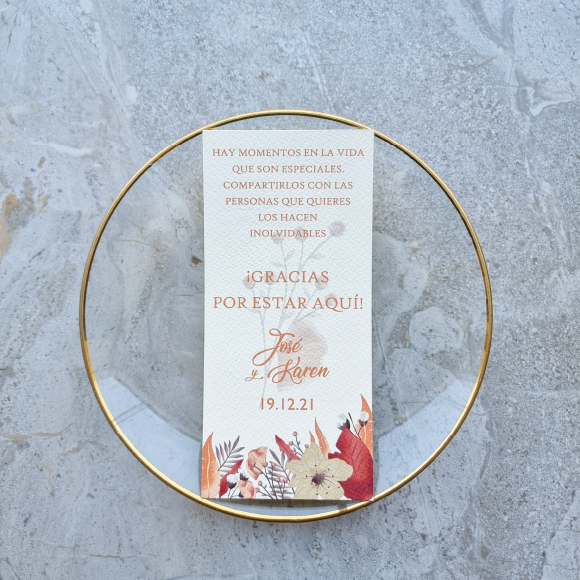 HAY MOMENTOS EN LA VIDA
QUE SON ESPECIALES.
COMPARTIRLOS CON LAS
PERSONAS QUE QUIERES
LOS HACEN
INOLVIDABLES
¡GRACIAS
POR ESTAR AQUÍ!
José
y Karen
19.12.21